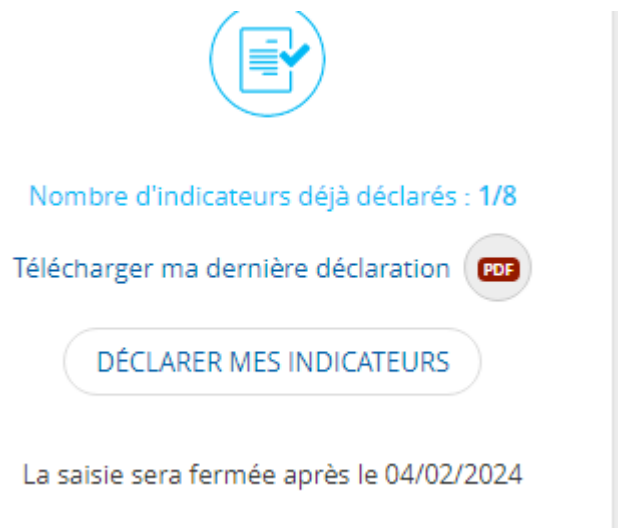 Nombre d'indicateurs déjà déclarés : 1/8
Télécharger ma dernière déclaration PDF
DÉCLARER MES INDICATEURS
La saisie sera fermée après le 04/02/2024